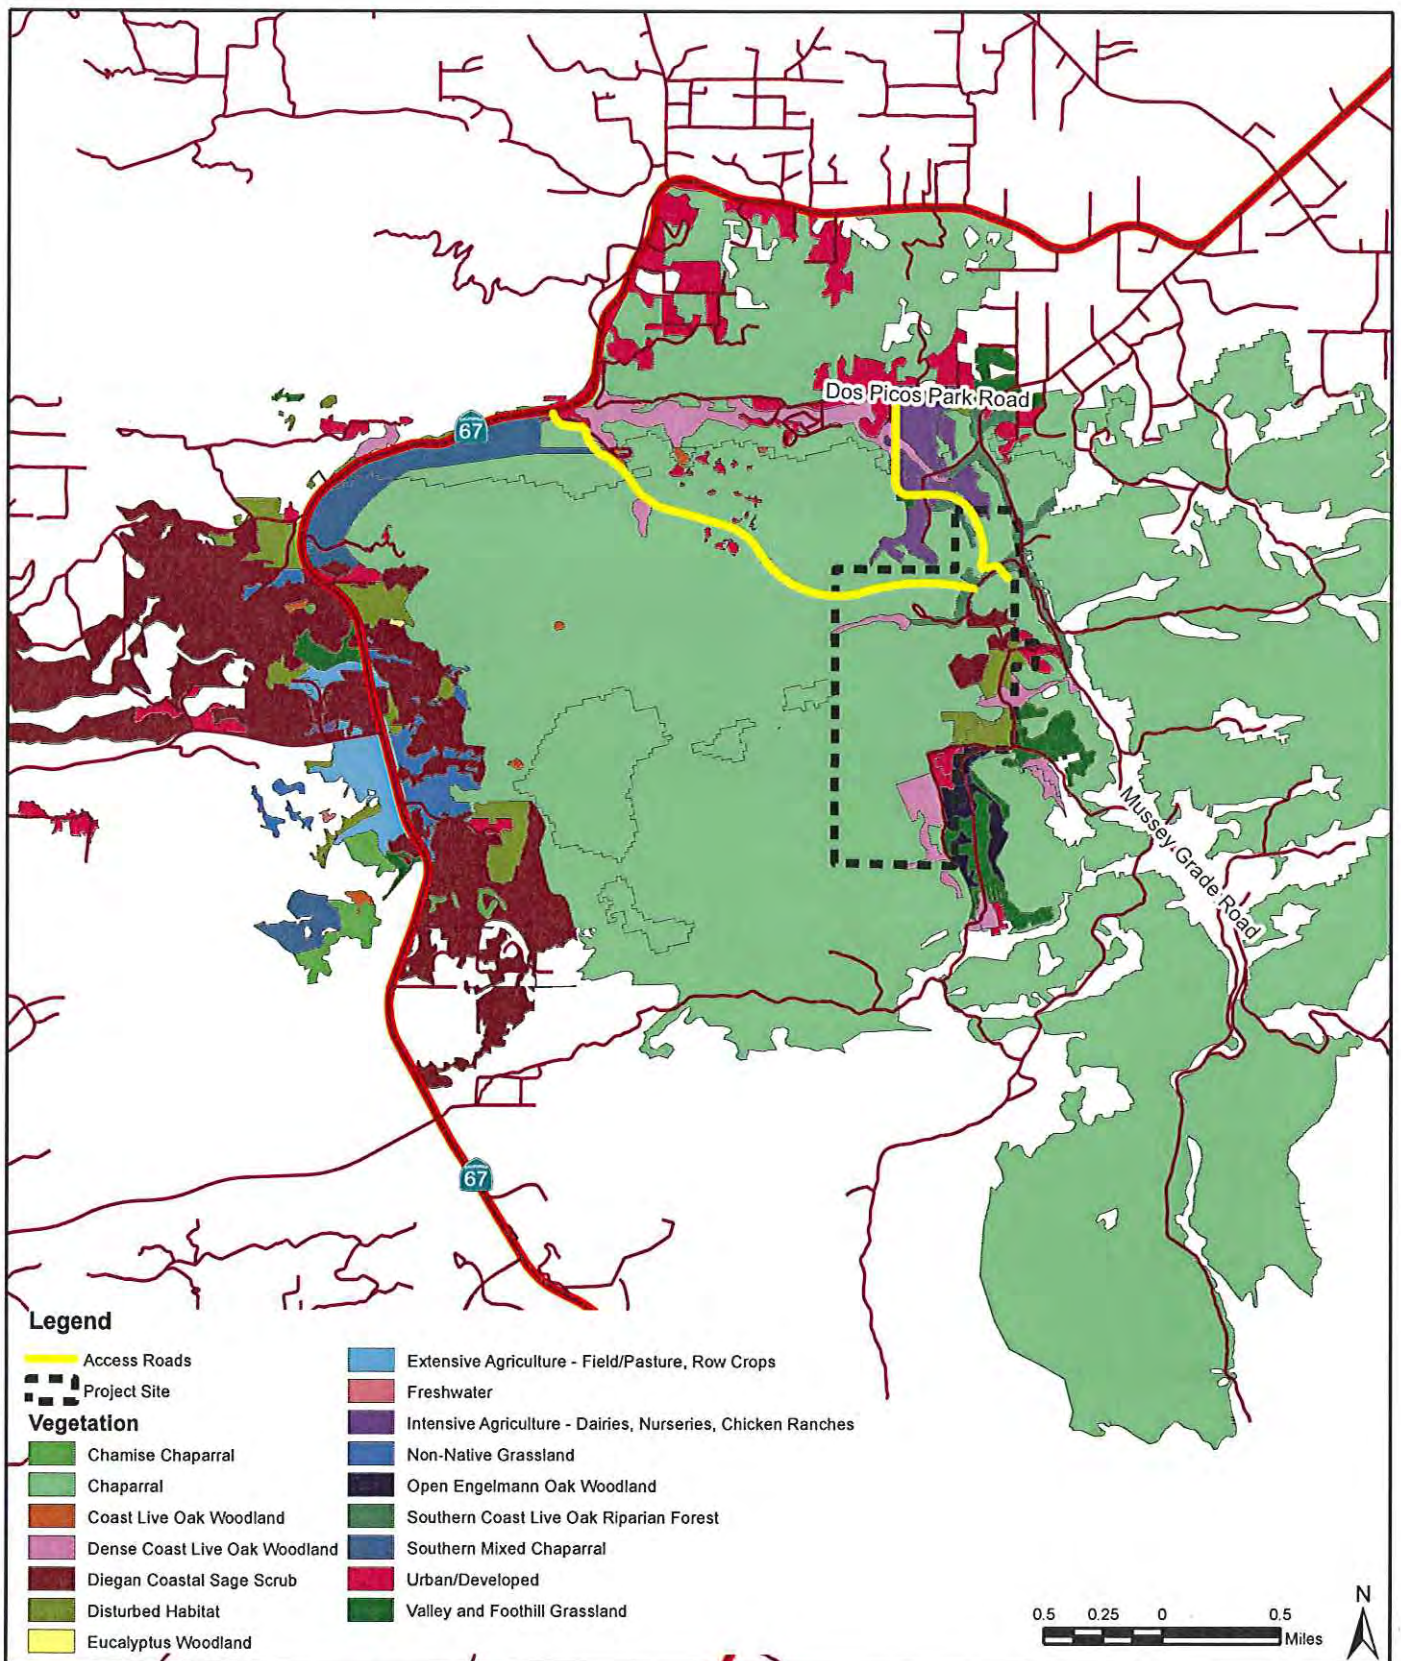 Dos Picos Park Road
67
Mussey Grade Road
67
Legend
Access Roads
Project Site
Vegetation
Chamise Chaparral
Chaparral
Coast Live Oak Woodland
Dense Coast Live Oak Woodland
Diegan Coastal Sage Scrub
Disturbed Habitat
Eucalyptus Woodland
Extensive Agriculture - Field/Pasture, Row Crops
Freshwater
Intensive Agriculture - Dairies, Nurseries, Chicken Ranches
Non-Native Grassland
Open Engelmann Oak Woodland
Southern Coast Live Oak Riparian Forest
Southern Mixed Chaparral
Urban/Developed
Valley and Foothill Grassland
0.5 0.25 0 0.5
Miles
N